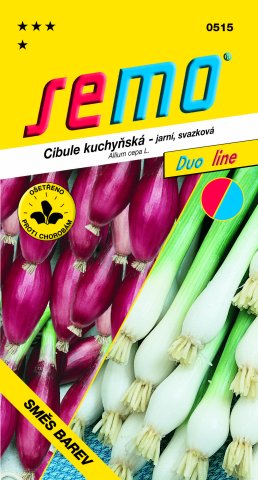 0515
semo®
Cibule kuchyňská - jarní, svazková
Allium cepa L.
Duo line
OŠETŘENO
PROTI CHOROBÁM
SMĚS BAREV